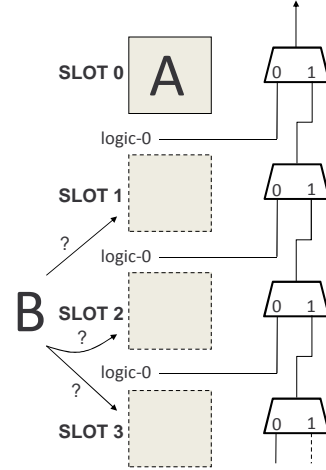 SLOT 0
A
0 1
logic-0
SLOT 1
0 1
?
logic-0
B
SLOT 2
0 1
?
?
logic-0
SLOT 3
0 1